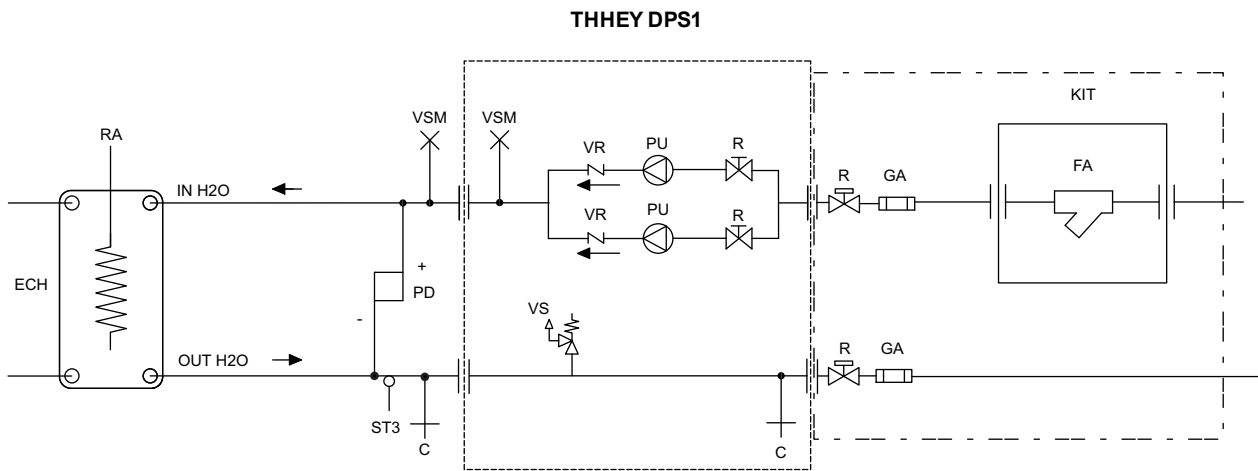 THHEY DPS1
KIT
VSM
VSM
RA
VR
PU
R
FA
IN H2O
R
GA
VR
PU
R
ECH
+
PD
-
VS
OUT H2O
R
GA
ST3
C
C